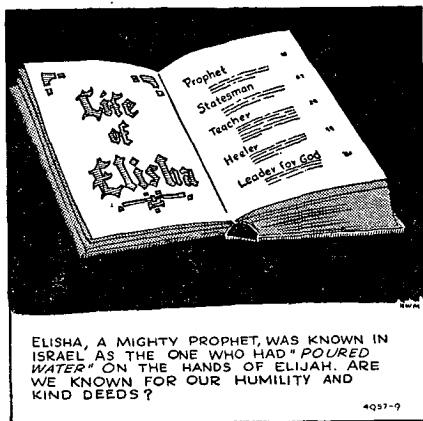 Life
of
Elisha
Prophet
Statesman
Teacher
Heeler
Leader for God
ELISHA, A MIGHTY PROPHET, WAS KNOWN IN
ISRAEL AS THE ONE WHO HAD "POURED
WATER" ON THE HANDS OF ELIJAH. ARE
WE KNOWN FOR OUR HUMILITY AND
KIND DEEDS?
4Q57-9